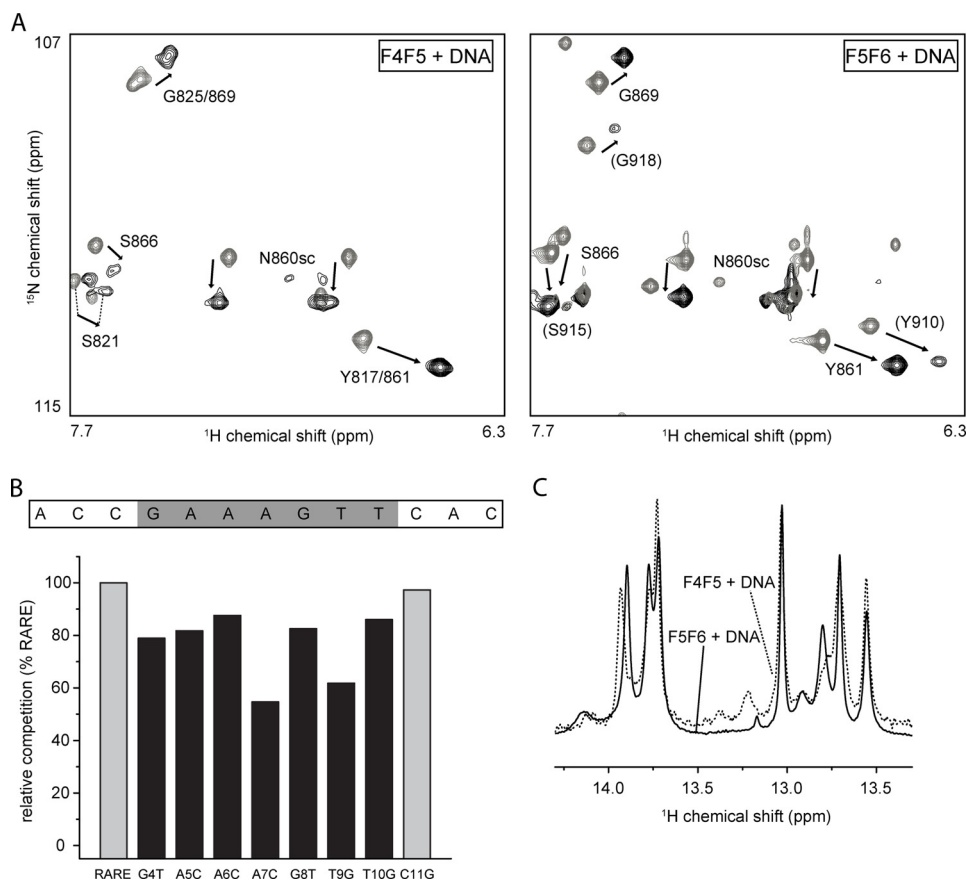 A
107
F4F5 + DNA
F5F6 + DNA
G825/869
G869
(G918)
¹⁵N chemical shift (ppm)
S866
N860sc
S821
Y817/861
S866
N860sc
(S915)
(Y910)
Y861
115
7.7
¹H chemical shift (ppm)
6.3
7.7
¹H chemical shift (ppm)
6.3
B
A C C G A A A G T T C A C
relative competition (% RARE)
100
80
60
40
20
0
RARE G4T A5C A6C A7C G8T T9G T10G C11G
C
F4F5 + DNA
F5F6 + DNA
14.0 13.5 13.0 13.5
¹H chemical shift (ppm)